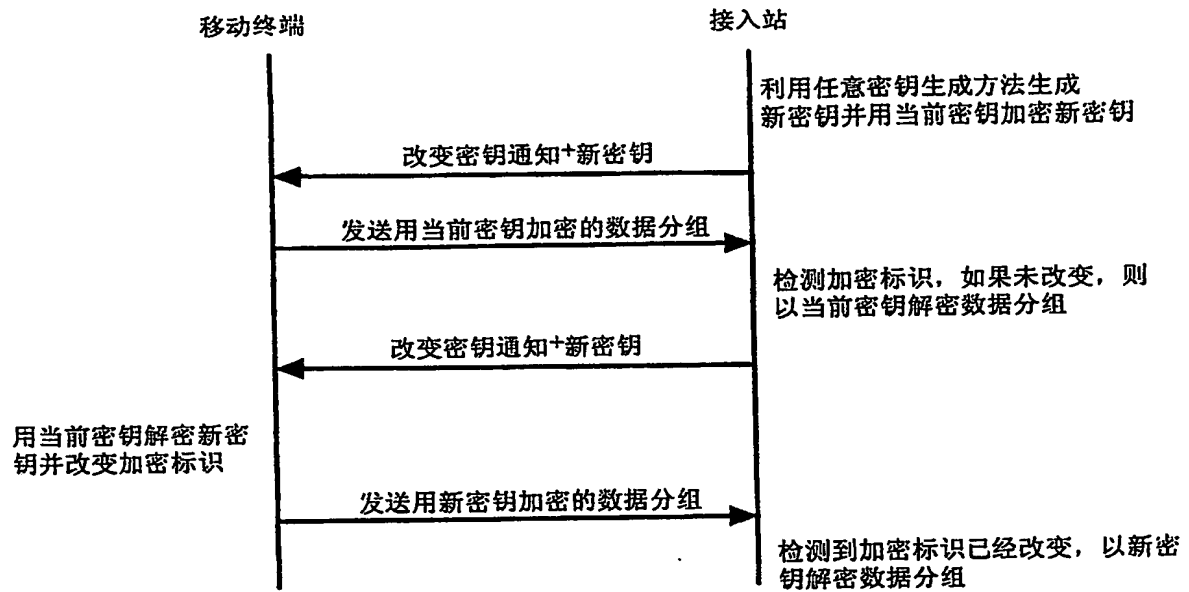 移动终端
接入站
利用任意密钥生成方法生成
新密钥并用当前密钥加密新密钥
改变密钥通知+新密钥
发送用当前密钥加密的数据分组
检测加密标识，如果未改变，则
以当前密钥解密数据分组
改变密钥通知+新密钥
用当前密钥解密新密
钥并改变加密标识
发送用新密钥加密的数据分组
检测到加密标识已经改变，以新密
钥解密数据分组